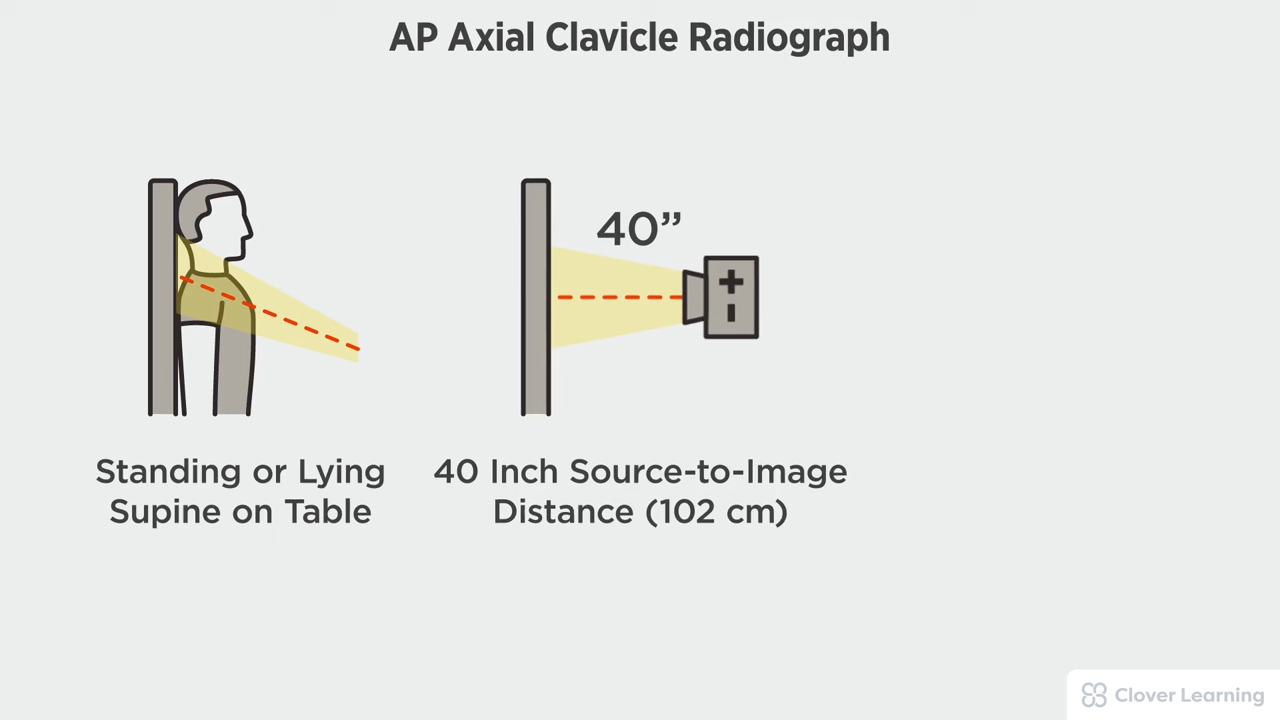 AP Axial Clavicle Radiograph
40”
+
-
Standing or Lying
Supine on Table
40 Inch Source-to-Image
Distance (102 cm)
Clover Learning